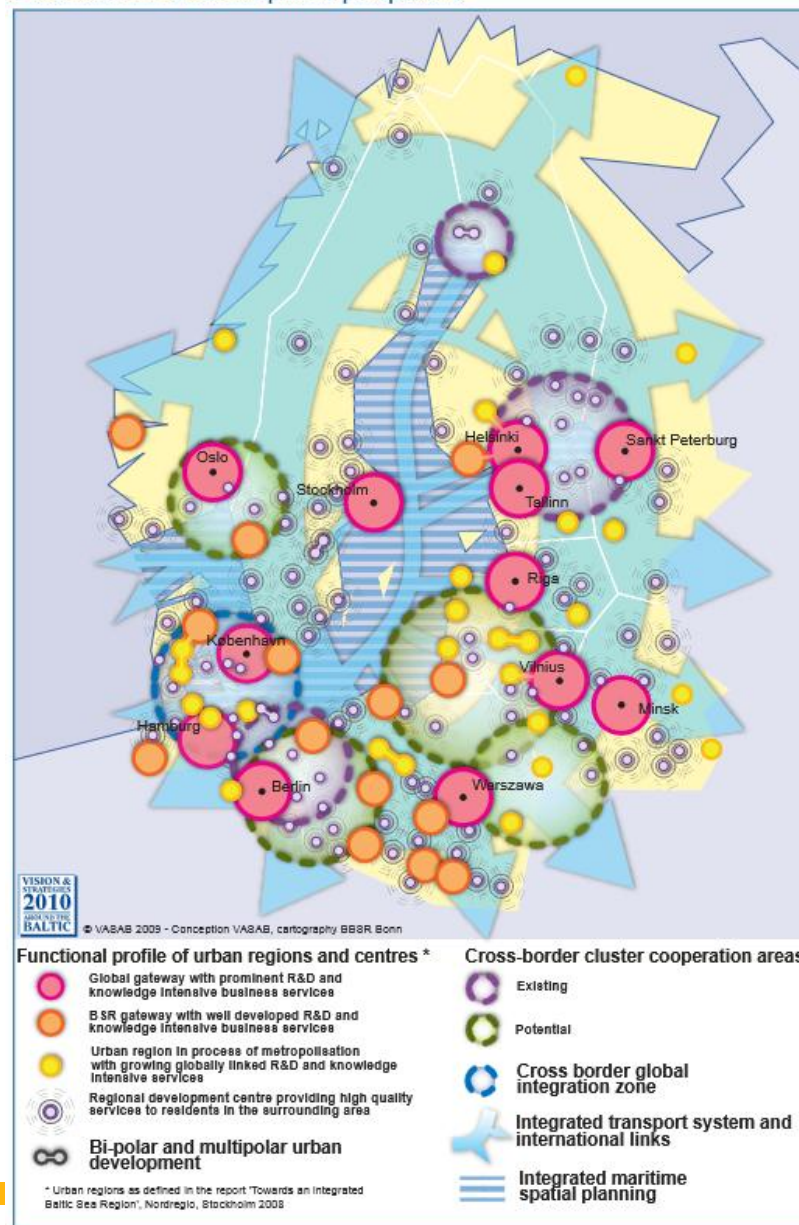 Oslo
Helsinki
Sankt Peterburg
Stockholm
Tallinn
Riga
København
Vilnius
Minsk
Hamburg
Berlin
Warszawa
VISION &
STRATEGIES
2010
AROUND THE
BALTIC
© VASAB 2009 - Conception VASAB, cartography BBSR Bonn
Functional profile of urban regions and centres *
Global gateway with prominent R&D and
knowledge intensive business services
BSR gateway with well developed R&D and
knowledge intensive business services
Urban region in process of metropolisation
with growing globally linked R&D and knowledge
intensive services
Regional development centre providing high quality
services to residents in the surrounding area
Bi-polar and multipolar urban
development
* Urban regions as defined in the report 'Towards an Integrated
Baltic Sea Region', Nordregio, Stockholm 2008
Cross-border cluster cooperation areas
Existing
Potential
Cross border global
integration zone
Integrated transport system and
international links
Integrated maritime
spatial planning